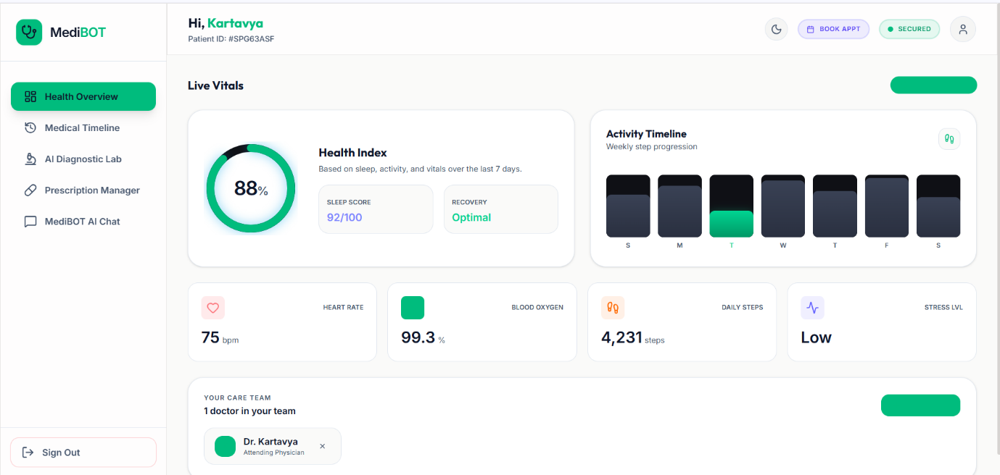 MediBOT
Health Overview
Medical Timeline
AI Diagnostic Lab
Prescription Manager
MediBOT AI Chat
Sign Out
Hi, Kartavya
Patient ID: #SPG63ASF
BOOK APPT
SECURED
Live Vitals
88%
Health Index
Based on sleep, activity, and vitals over the last 7 days.
SLEEP SCORE
92/100
RECOVERY
Optimal
Activity Timeline
Weekly step progression
S M T W T F S
HEART RATE
75 bpm
BLOOD OXYGEN
99.3 %
DAILY STEPS
4,231 steps
STRESS LVL
Low
YOUR CARE TEAM
1 doctor in your team
Dr. Kartavya
Attending Physician